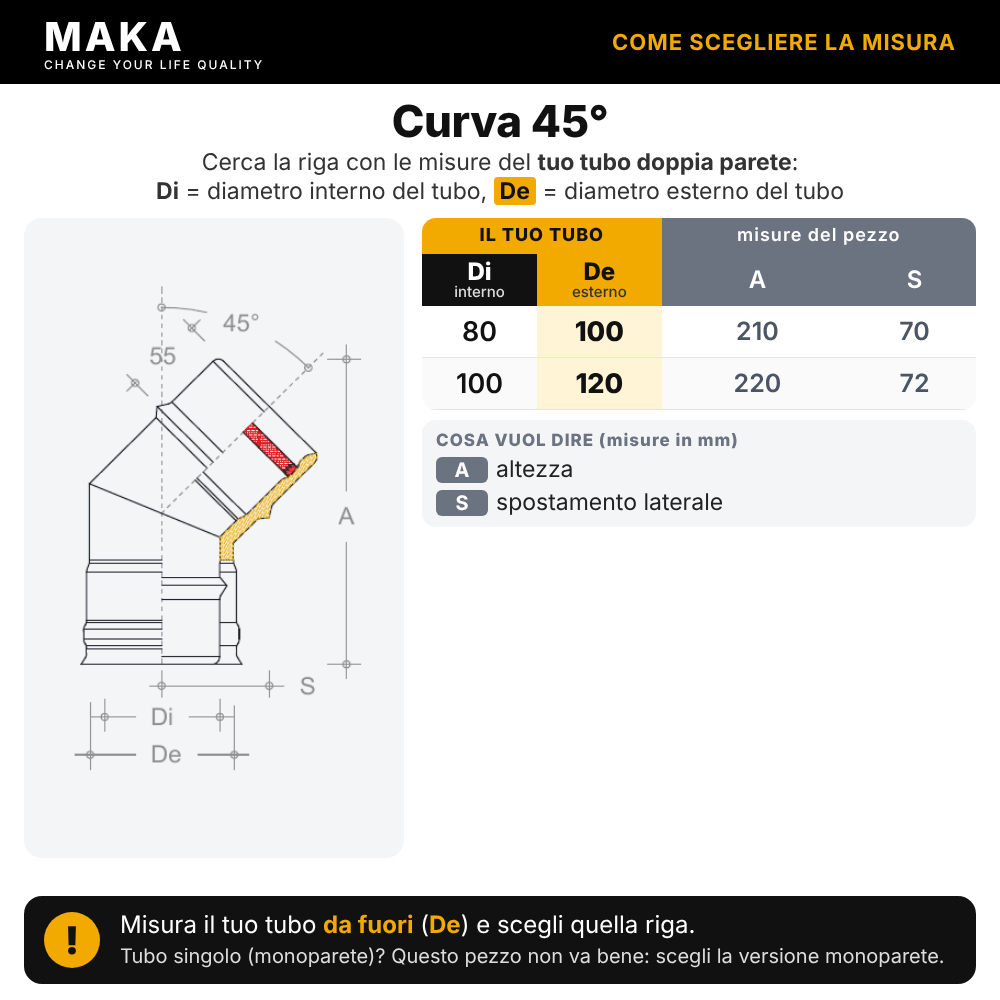 MAKA
CHANGE YOUR LIFE QUALITY
COME SCEGLIERE LA MISURA
Curva 45°
Cerca la riga con le misure del tuo tubo doppia parete:
Di = diametro interno del tubo, De = diametro esterno del tubo
45°
55
A
S
Di
De
IL TUO TUBO misure del pezzo
Di De A S
interno esterno
80 100 210 70
100 120 220 72
COSA VUOL DIRE (misure in mm)
A altezza
S spostamento laterale
! Misura il tuo tubo da fuori (De) e scegli quella riga.
Tubo singolo (monoparete)? Questo pezzo non va bene: scegli la versione monoparete.